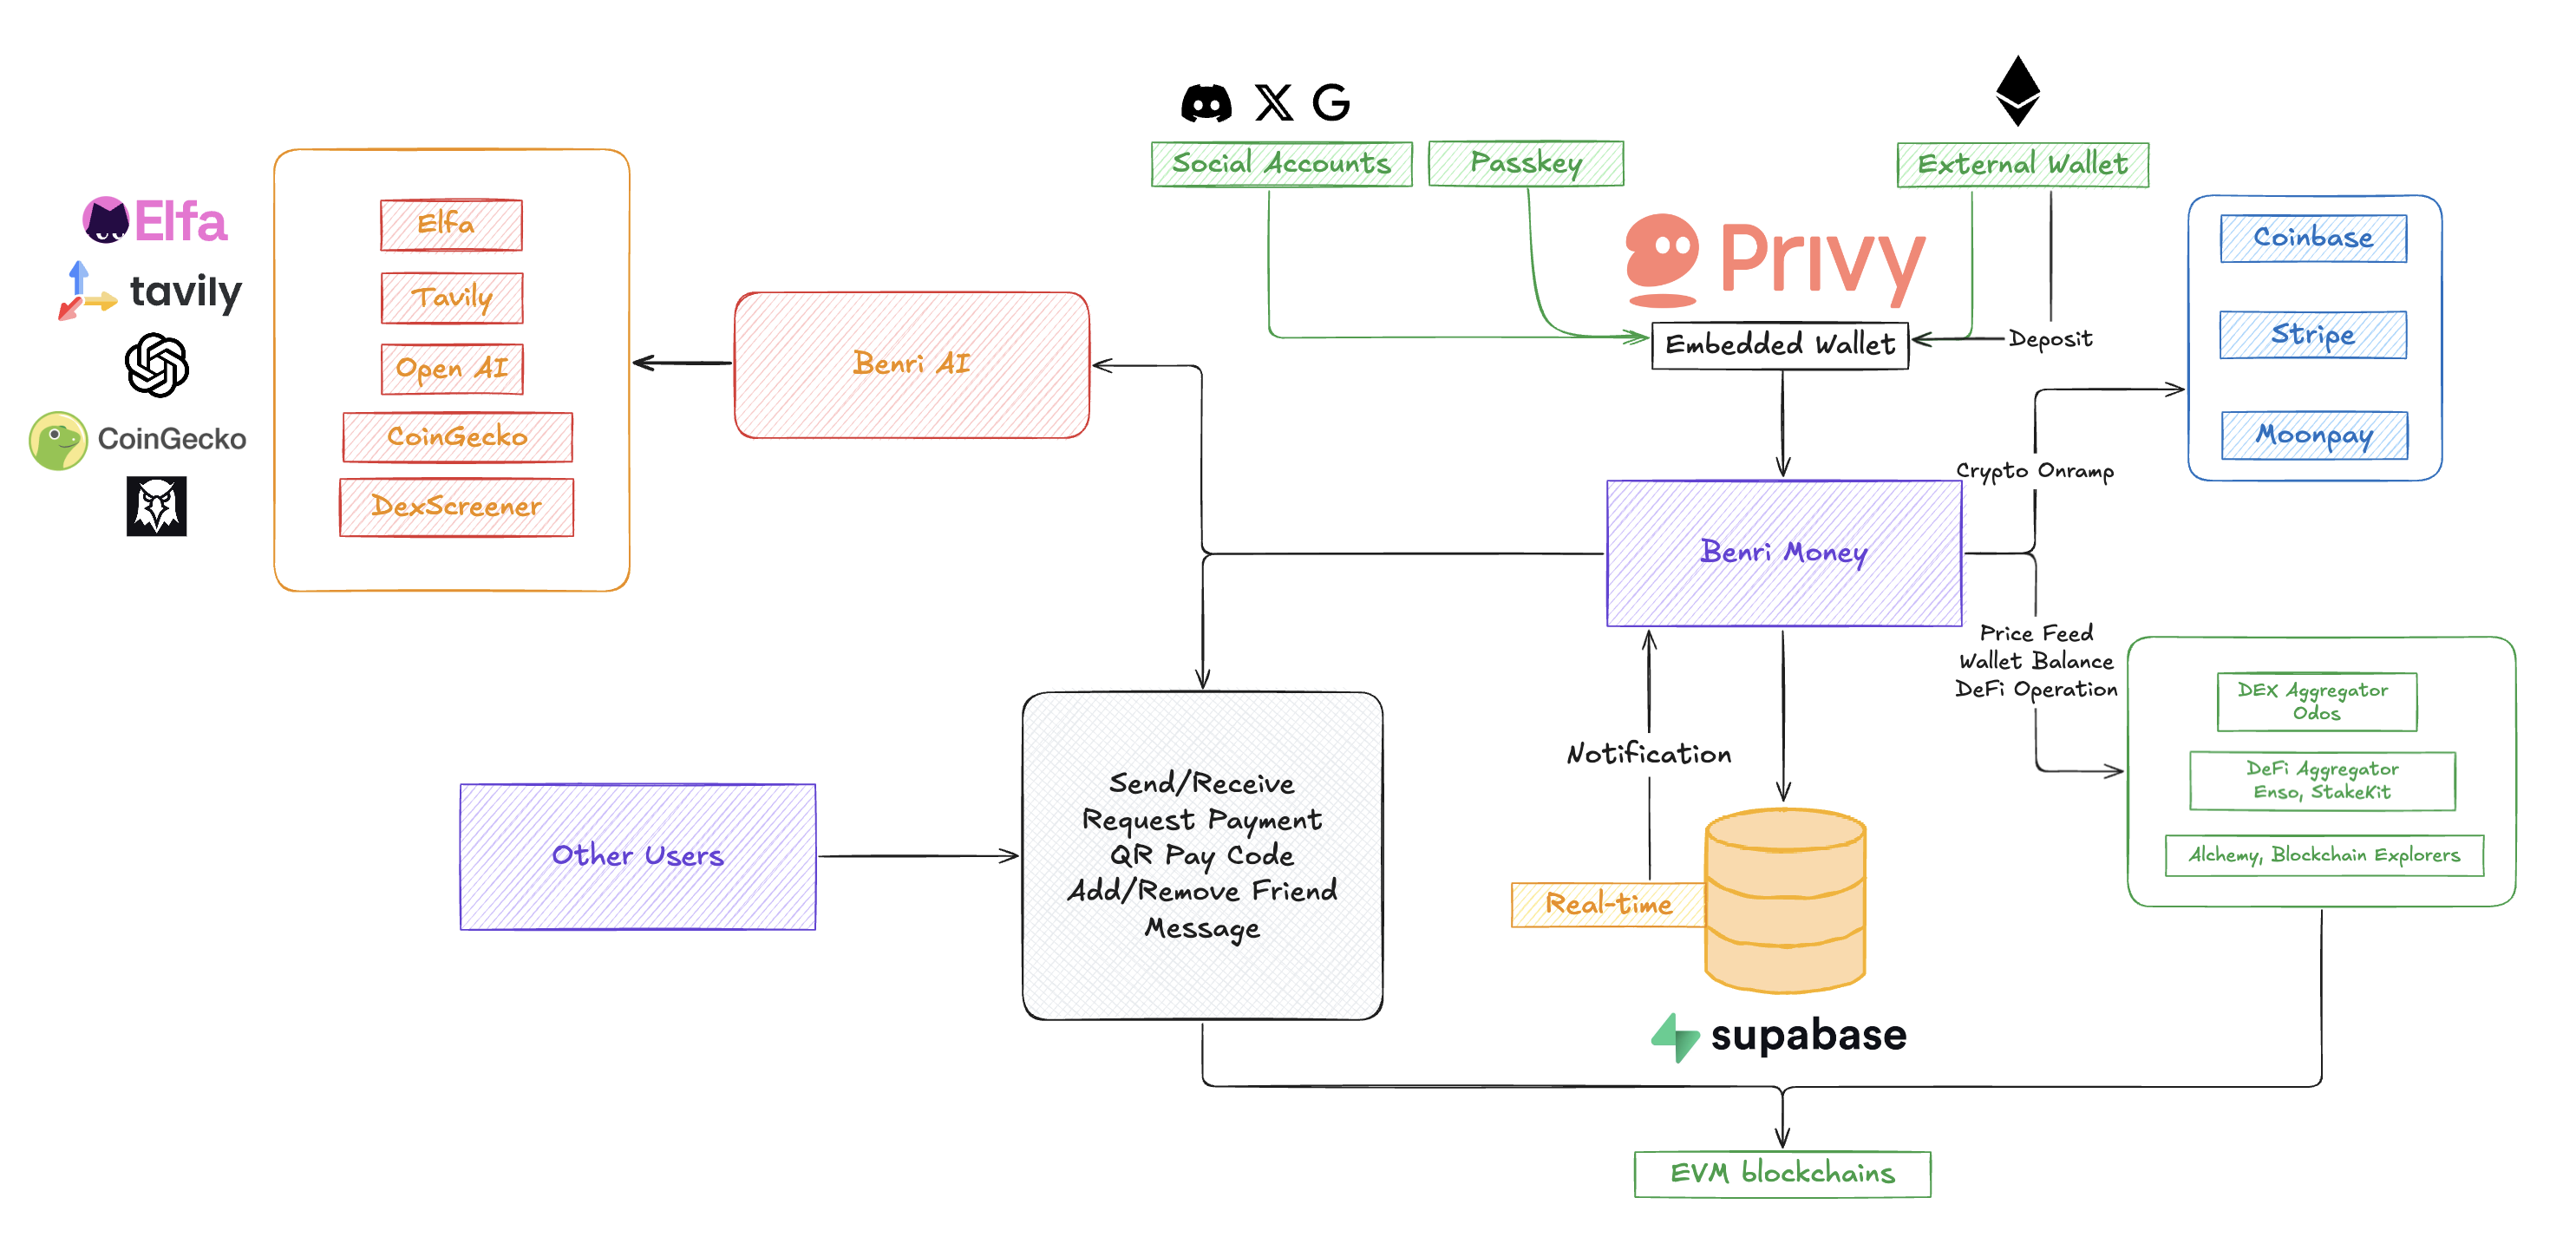 Social Accounts
Passkey
External Wallet
Elfa
tavily
CoinGecko
Elfa
Tavily
Open AI
CoinGecko
DexScreener
Benri AI
Privy
Embedded Wallet
Deposit
Coinbase
Stripe
Moonpay
Crypto Onramp
Benri Money
Price Feed
Wallet Balance
DeFi Operation
DEX Aggregator
Odos
DeFi Aggregator
Enso, StakeKit
Alchemy, Blockchain Explorers
Other Users
Send/Receive
Request Payment
QR Pay Code
Add/Remove Friend
Message
Notification
Real-time
supabase
EVM blockchains